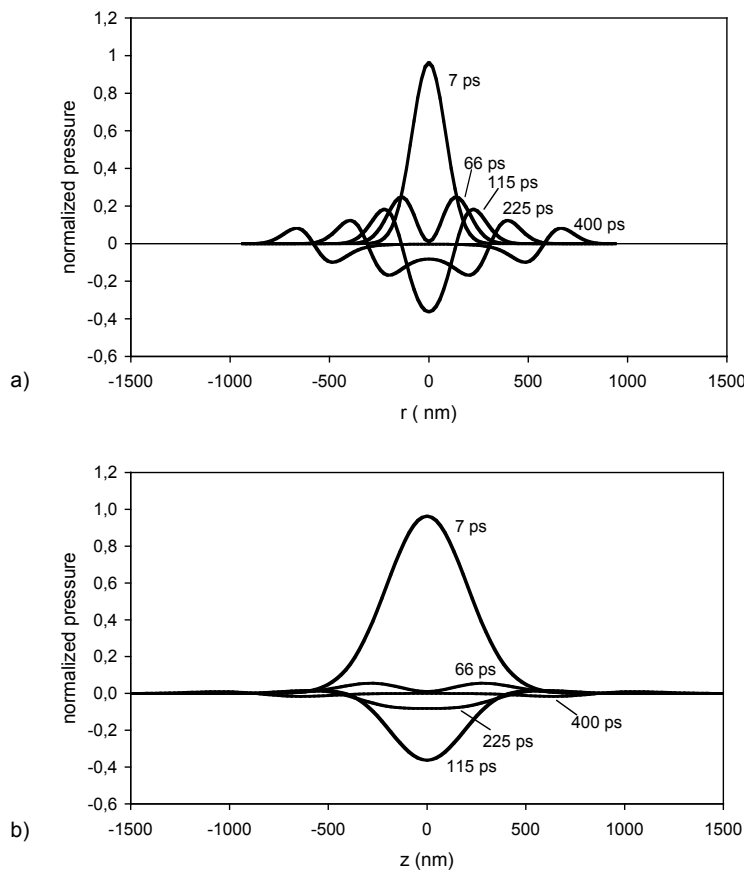 1,2
1
0,8
0,6
0,4
0,2
0
-0,2
-0,4
-0,6
normalized pressure
7 ps
66 ps
115 ps
225 ps
400 ps
-1500 -1000 -500 0 500 1000 1500
r ( nm)
a)
1,2
1,0
0,8
0,6
0,4
0,2
0,0
-0,2
-0,4
-0,6
normalized pressure
7 ps
66 ps
400 ps
225 ps
115 ps
-1500 -1000 -500 0 500 1000 1500
z (nm)
b)